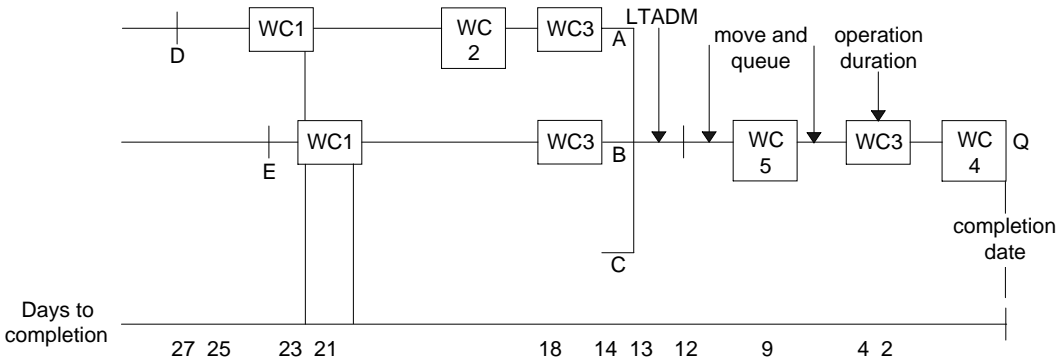 LTADM
WC1
WC
2
WC3
A
move and
queue
operation
duration
D
WC1
WC3
B
WC
5
WC3
WC
4
Q
E
C
completion
date
Days to
completion
27 25 23 21 18 14 13 12 9 4 2